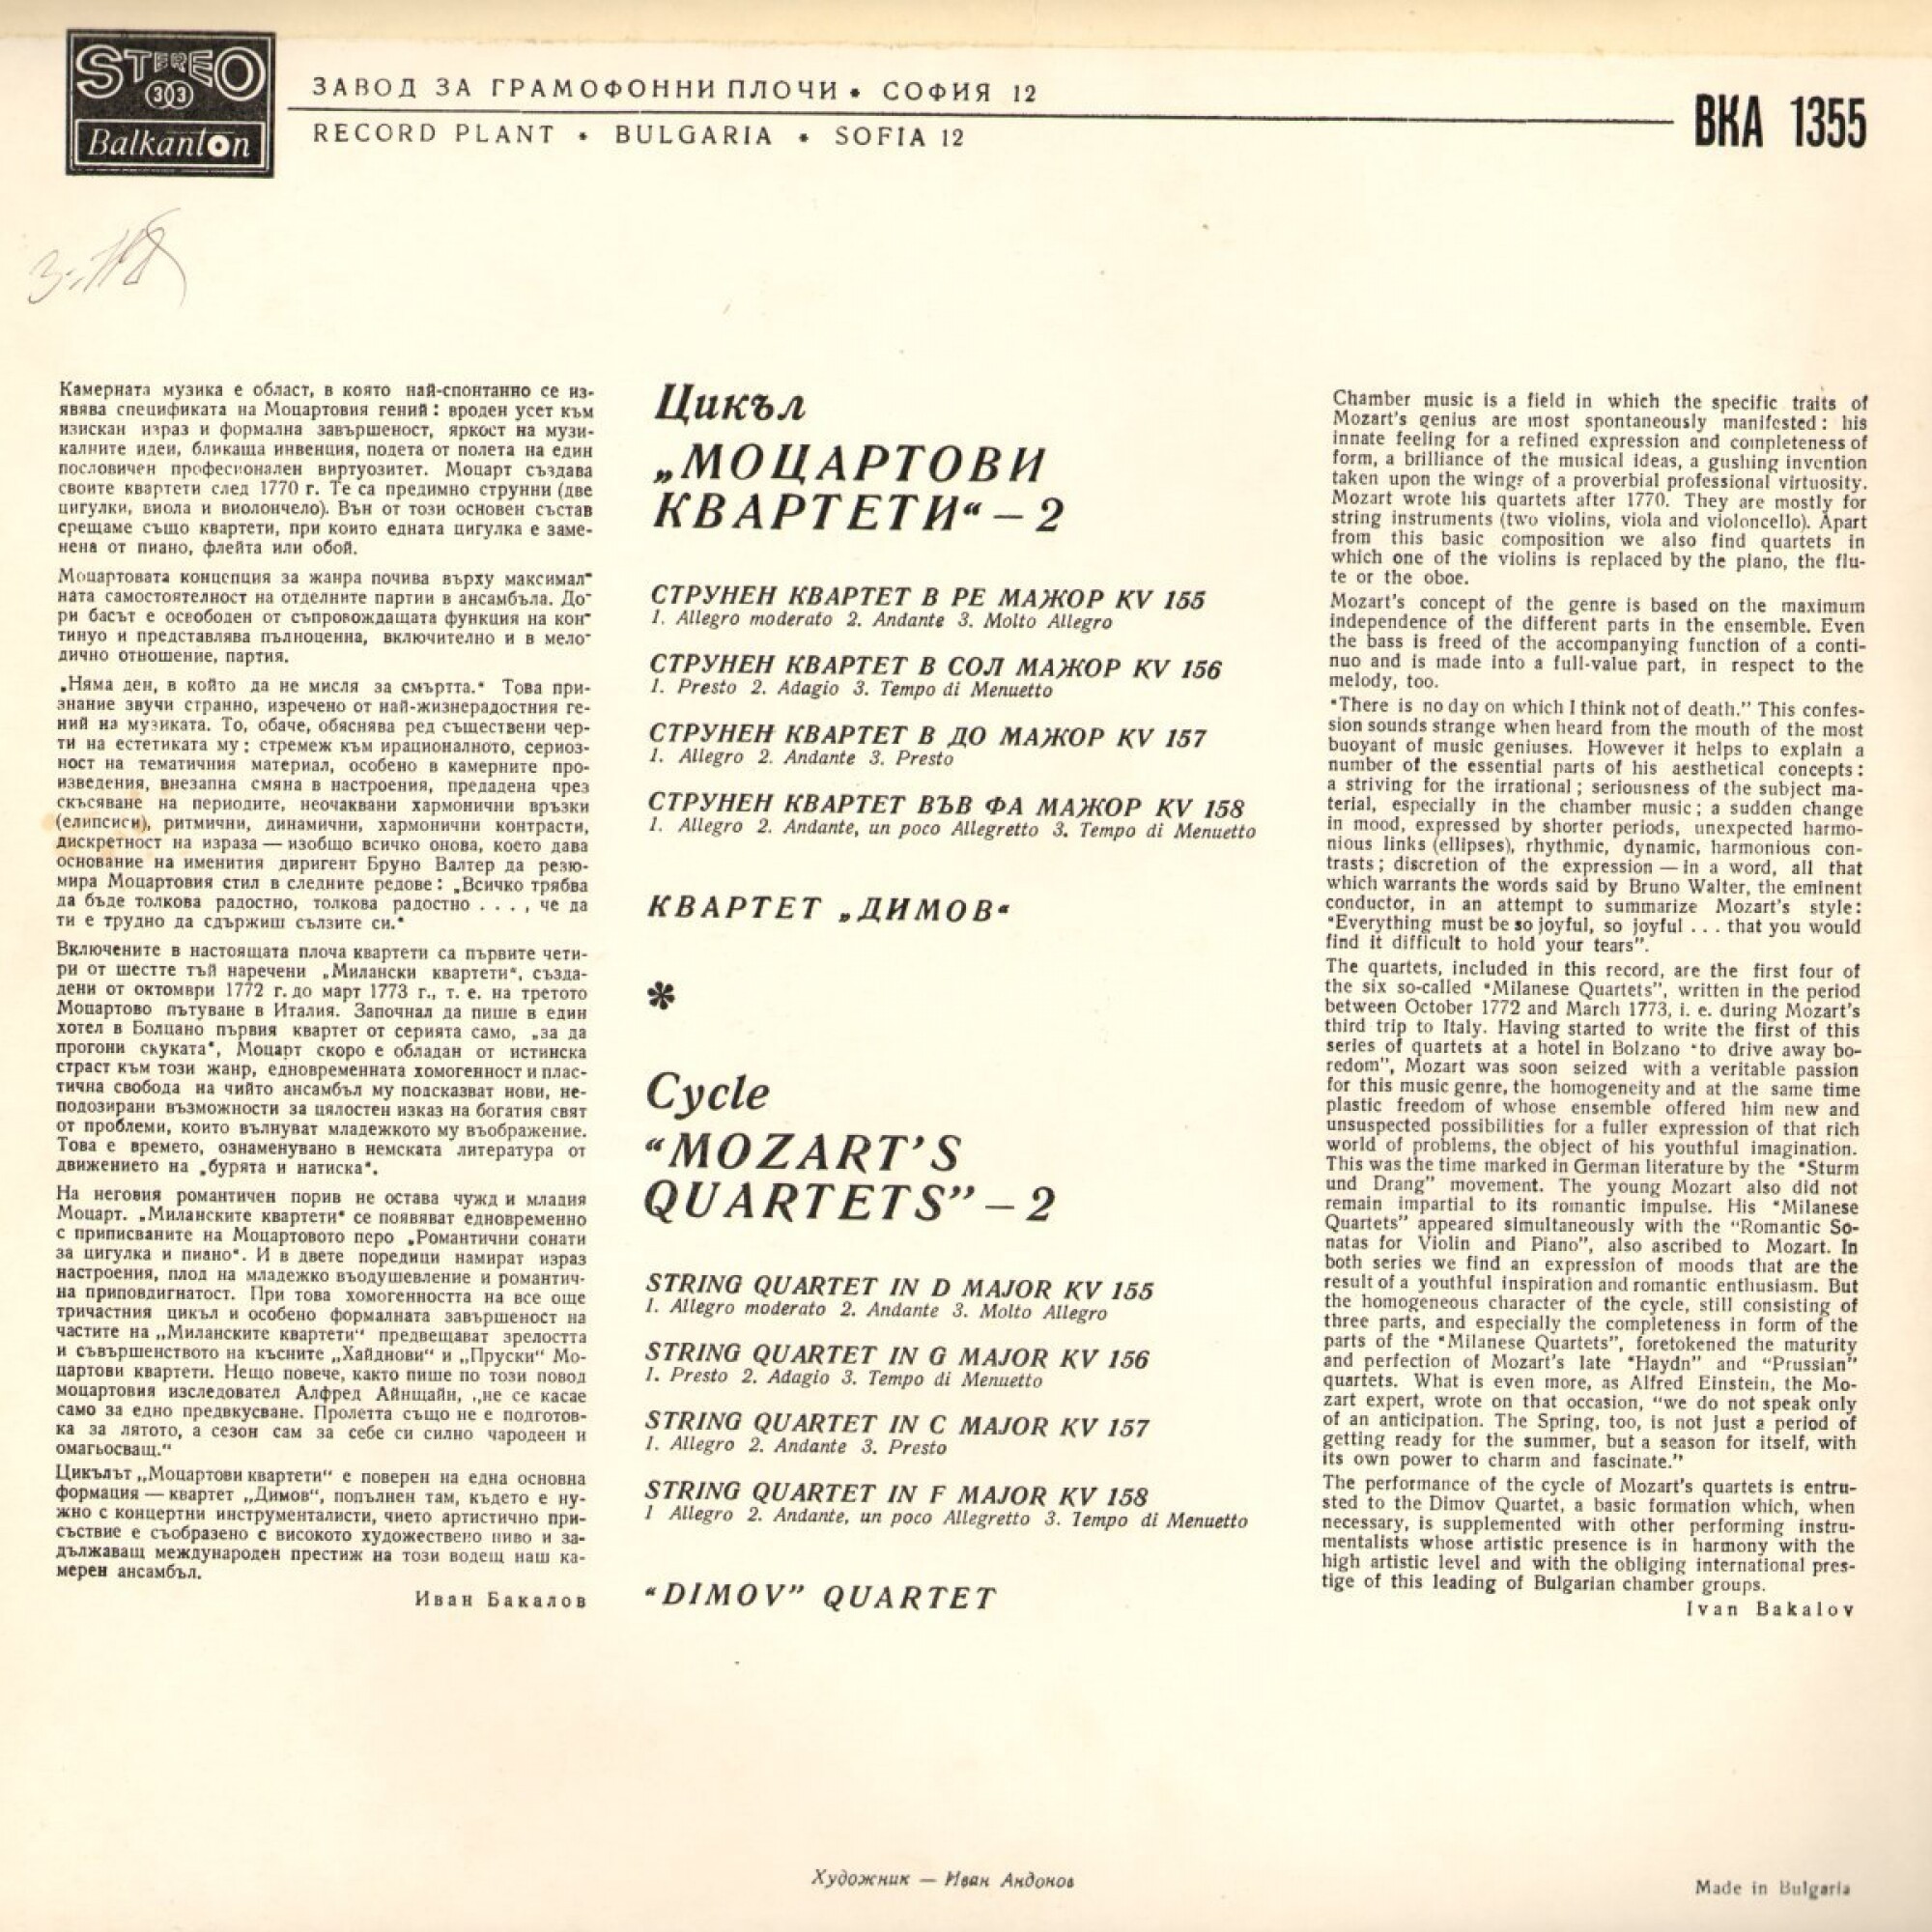 STEREO
33
Balkanton
ЗАВОД ЗА ГРАМОФОННИ ПЛОЧИ • СОФИЯ 12
RECORD PLANT • BULGARIA • SOFIA 12
ВКА 1355
Камерната музика е област, в която най-спонтанно се из-
явява спецификата на Моцартовия гений: вроден усет към
изискан израз и формална завършеност, яркост на музи-
калните идеи, бликаща инвенция, подета от полета на един
пословичен професионален виртуозитет. Моцарт създава
своите квартети след 1770 г. Те са предимно струнни (две
цигулки, виола и виолончело). Вън от този основен състав
срещаме също квартети, при които едната цигулка е заме-
нена от пиано, флейта или обой.
Моцартовата концепция за жанра почива върху максимал-
ната самостоятелност на отделните партии в ансамбъла. До-
ри басът е освободен от съпровождащата функция на кон-
тинуо и представлява пълноценна, включително и в мело-
дично отношение, партия.
„Няма ден, в който да не мисля за смъртта.“ Това при-
знание звучи странно, изречено от най-жизнерадостния ге-
ний на музиката. То, обаче, обяснява ред съществени чер-
ти на естетиката му: стремеж към ирационалното, сериоз-
ност на тематичния материал, особено в камерните про-
изведения, внезапна смяна в настроения, предадена чрез
скъсяване на периодите, неочаквани хармонични връзки
(елипсиси), ритмични, динамични, хармонични контрасти,
дискретност на израза — изобщо всичко онова, което дава
основание на именития диригент Бруно Валтер да резю-
мира Моцартовия стил в следните редове: „Всичко трябва
да бъде толкова радостно, толкова радостно . . . , че да
ти е трудно да сдържиш сълзите си.“
Включените в настоящата плоча квартети са първите чети-
ри от шестте тъй наречени „Милански квартети“, създа-
дени от октомври 1772 г. до март 1773 г., т. е. на третото
Моцартово пътуване в Италия. Започнал да пише в един
хотел в Болцано първия квартет от серията само, „за да
прогони скуката“, Моцарт скоро е обладан от истинска
страст към този жанр, едновременната хомогенност и плас-
тична свобода на чийто ансамбъл му подсказват нови, не-
подозирани възможности за цялостен изказ на богатия свят
от проблеми, които вълнуват младежкото му въображение.
Това е времето, ознаменувано в немската литература от
движението на „бурята и натиска“.
На неговия романтичен порив не остава чужд и младия
Моцарт. „Миланските квартети“ се появяват едновременно
с приписваните на Моцартовото перо „Романтични сонати
за цигулка и пиано“. И в двете поредици намират израз
настроения, плод на младежко въодушевление и романтич-
на приповдигнатост. При това хомогенността на все още
тричастния цикъл и особено формалната завършеност на
частите на „Миланските квартети“ предвещават зрелостта
и съвършенството на късните „Хайднови“ и „Пруски“ Мо-
цартови квартети. Нещо повече, както пише по този повод
моцартовия изследовател Алфред Айнщайн, „не се касае
само за едно предвкусване. Пролетта също не е подготов-
ка за лятото, а сезон сам за себе си силно чародеен и
омагьосващ.“
Цикълът „Моцартови квартети“ е поверен на една основна
формация — квартет „Димов“, попълнен там, където е ну-
жно с концертни инструменталисти, чието артистично при-
съствие е съобразено с високото художествено ниво и за-
дължаващ международен престиж на този водещ наш ка-
мерен ансамбъл.
Иван Бакалов
Цикъл
„МОЦАРТОВИ
КВАРТЕТИ“ – 2
СТРУНЕН КВАРТЕТ В РЕ МАЖОР KV 155
1. Allegro moderato 2. Andante 3. Molto Allegro
СТРУНЕН КВАРТЕТ В СОЛ МАЖОР KV 156
1. Presto 2. Adagio 3. Tempo di Menuetto
СТРУНЕН КВАРТЕТ В ДО МАЖОР KV 157
1. Allegro 2. Andante 3. Presto
СТРУНЕН КВАРТЕТ ВЪВ ФА МАЖОР KV 158
1. Allegro 2. Andante, un poco Allegretto 3. Tempo di Menuetto
КВАРТЕТ „ДИМОВ“
*
Cycle
“MOZART’S
QUARTETS” – 2
STRING QUARTET IN D MAJOR KV 155
1. Allegro moderato 2. Andante 3. Molto Allegro
STRING QUARTET IN G MAJOR KV 156
1. Presto 2. Adagio 3. Tempo di Menuetto
STRING QUARTET IN C MAJOR KV 157
1. Allegro 2. Andante 3. Presto
STRING QUARTET IN F MAJOR KV 158
1 Allegro 2. Andante, un poco Allegretto 3. Tempo di Menuetto
“DIMOV” QUARTET
Chamber music is a field in which the specific traits of
Mozart's genius are most spontaneously manifested: his
innate feeling for a refined expression and completeness of
form, a brilliance of the musical ideas, a gushing invention
taken upon the wings of a proverbial professional virtuosity.
Mozart wrote his quartets after 1770. They are mostly for
string instruments (two violins, viola and violoncello). Apart
from this basic composition we also find quartets in
which one of the violins is replaced by the piano, the flu-
te or the oboe.
Mozart's concept of the genre is based on the maximum
independence of the different parts in the ensemble. Even
the bass is freed of the accompanying function of a conti-
nuo and is made into a full-value part, in respect to the
melody, too.
“There is no day on which I think not of death.” This confes-
sion sounds strange when heard from the mouth of the most
buoyant of music geniuses. However it helps to explain a
number of the essential parts of his aesthetical concepts:
a striving for the irrational; seriousness of the subject ma-
terial, especially in the chamber music; a sudden change
in mood, expressed by shorter periods, unexpected harmo-
nious links (ellipses), rhythmic, dynamic, harmonious con-
trasts; discretion of the expression — in a word, all that
which warrants the words said by Bruno Walter, the eminent
conductor, in an attempt to summarize Mozart's style:
“Everything must be so joyful, so joyful . . . that you would
find it difficult to hold your tears”.
The quartets, included in this record, are the first four of
the six so-called “Milanese Quartets”, written in the period
between October 1772 and March 1773, i. e. during Mozart's
third trip to Italy. Having started to write the first of this
series of quartets at a hotel in Bolzano “to drive away bo-
redom”, Mozart was soon seized with a veritable passion
for this music genre, the homogeneity and at the same time
plastic freedom of whose ensemble offered him new and
unsuspected possibilities for a fuller expression of that rich
world of problems, the object of his youthful imagination.
This was the time marked in German literature by the “Sturm
und Drang” movement. The young Mozart also did not
remain impartial to its romantic impulse. His “Milanese
Quartets” appeared simultaneously with the “Romantic So-
natas for Violin and Piano”, also ascribed to Mozart. In
both series we find an expression of moods that are the
result of a youthful inspiration and romantic enthusiasm. But
the homogeneous character of the cycle, still consisting of
three parts, and especially the completeness in form of the
parts of the “Milanese Quartets”, foretokened the maturity
and perfection of Mozart's late “Haydn” and “Prussian”
quartets. What is even more, as Alfred Einstein, the Mo-
zart expert, wrote on that occasion, “we do not speak only
of an anticipation. The Spring, too, is not just a period of
getting ready for the summer, but a season for itself, with
its own power to charm and fascinate.”
The performance of the cycle of Mozart's quartets is entru-
sted to the Dimov Quartet, a basic formation which, when
necessary, is supplemented with other performing instru-
mentalists whose artistic presence is in harmony with the
high artistic level and with the obliging international pres-
tige of this leading of Bulgarian chamber groups.
Ivan Bakalov
Художник — Иван Андонов
Made in Bulgaria